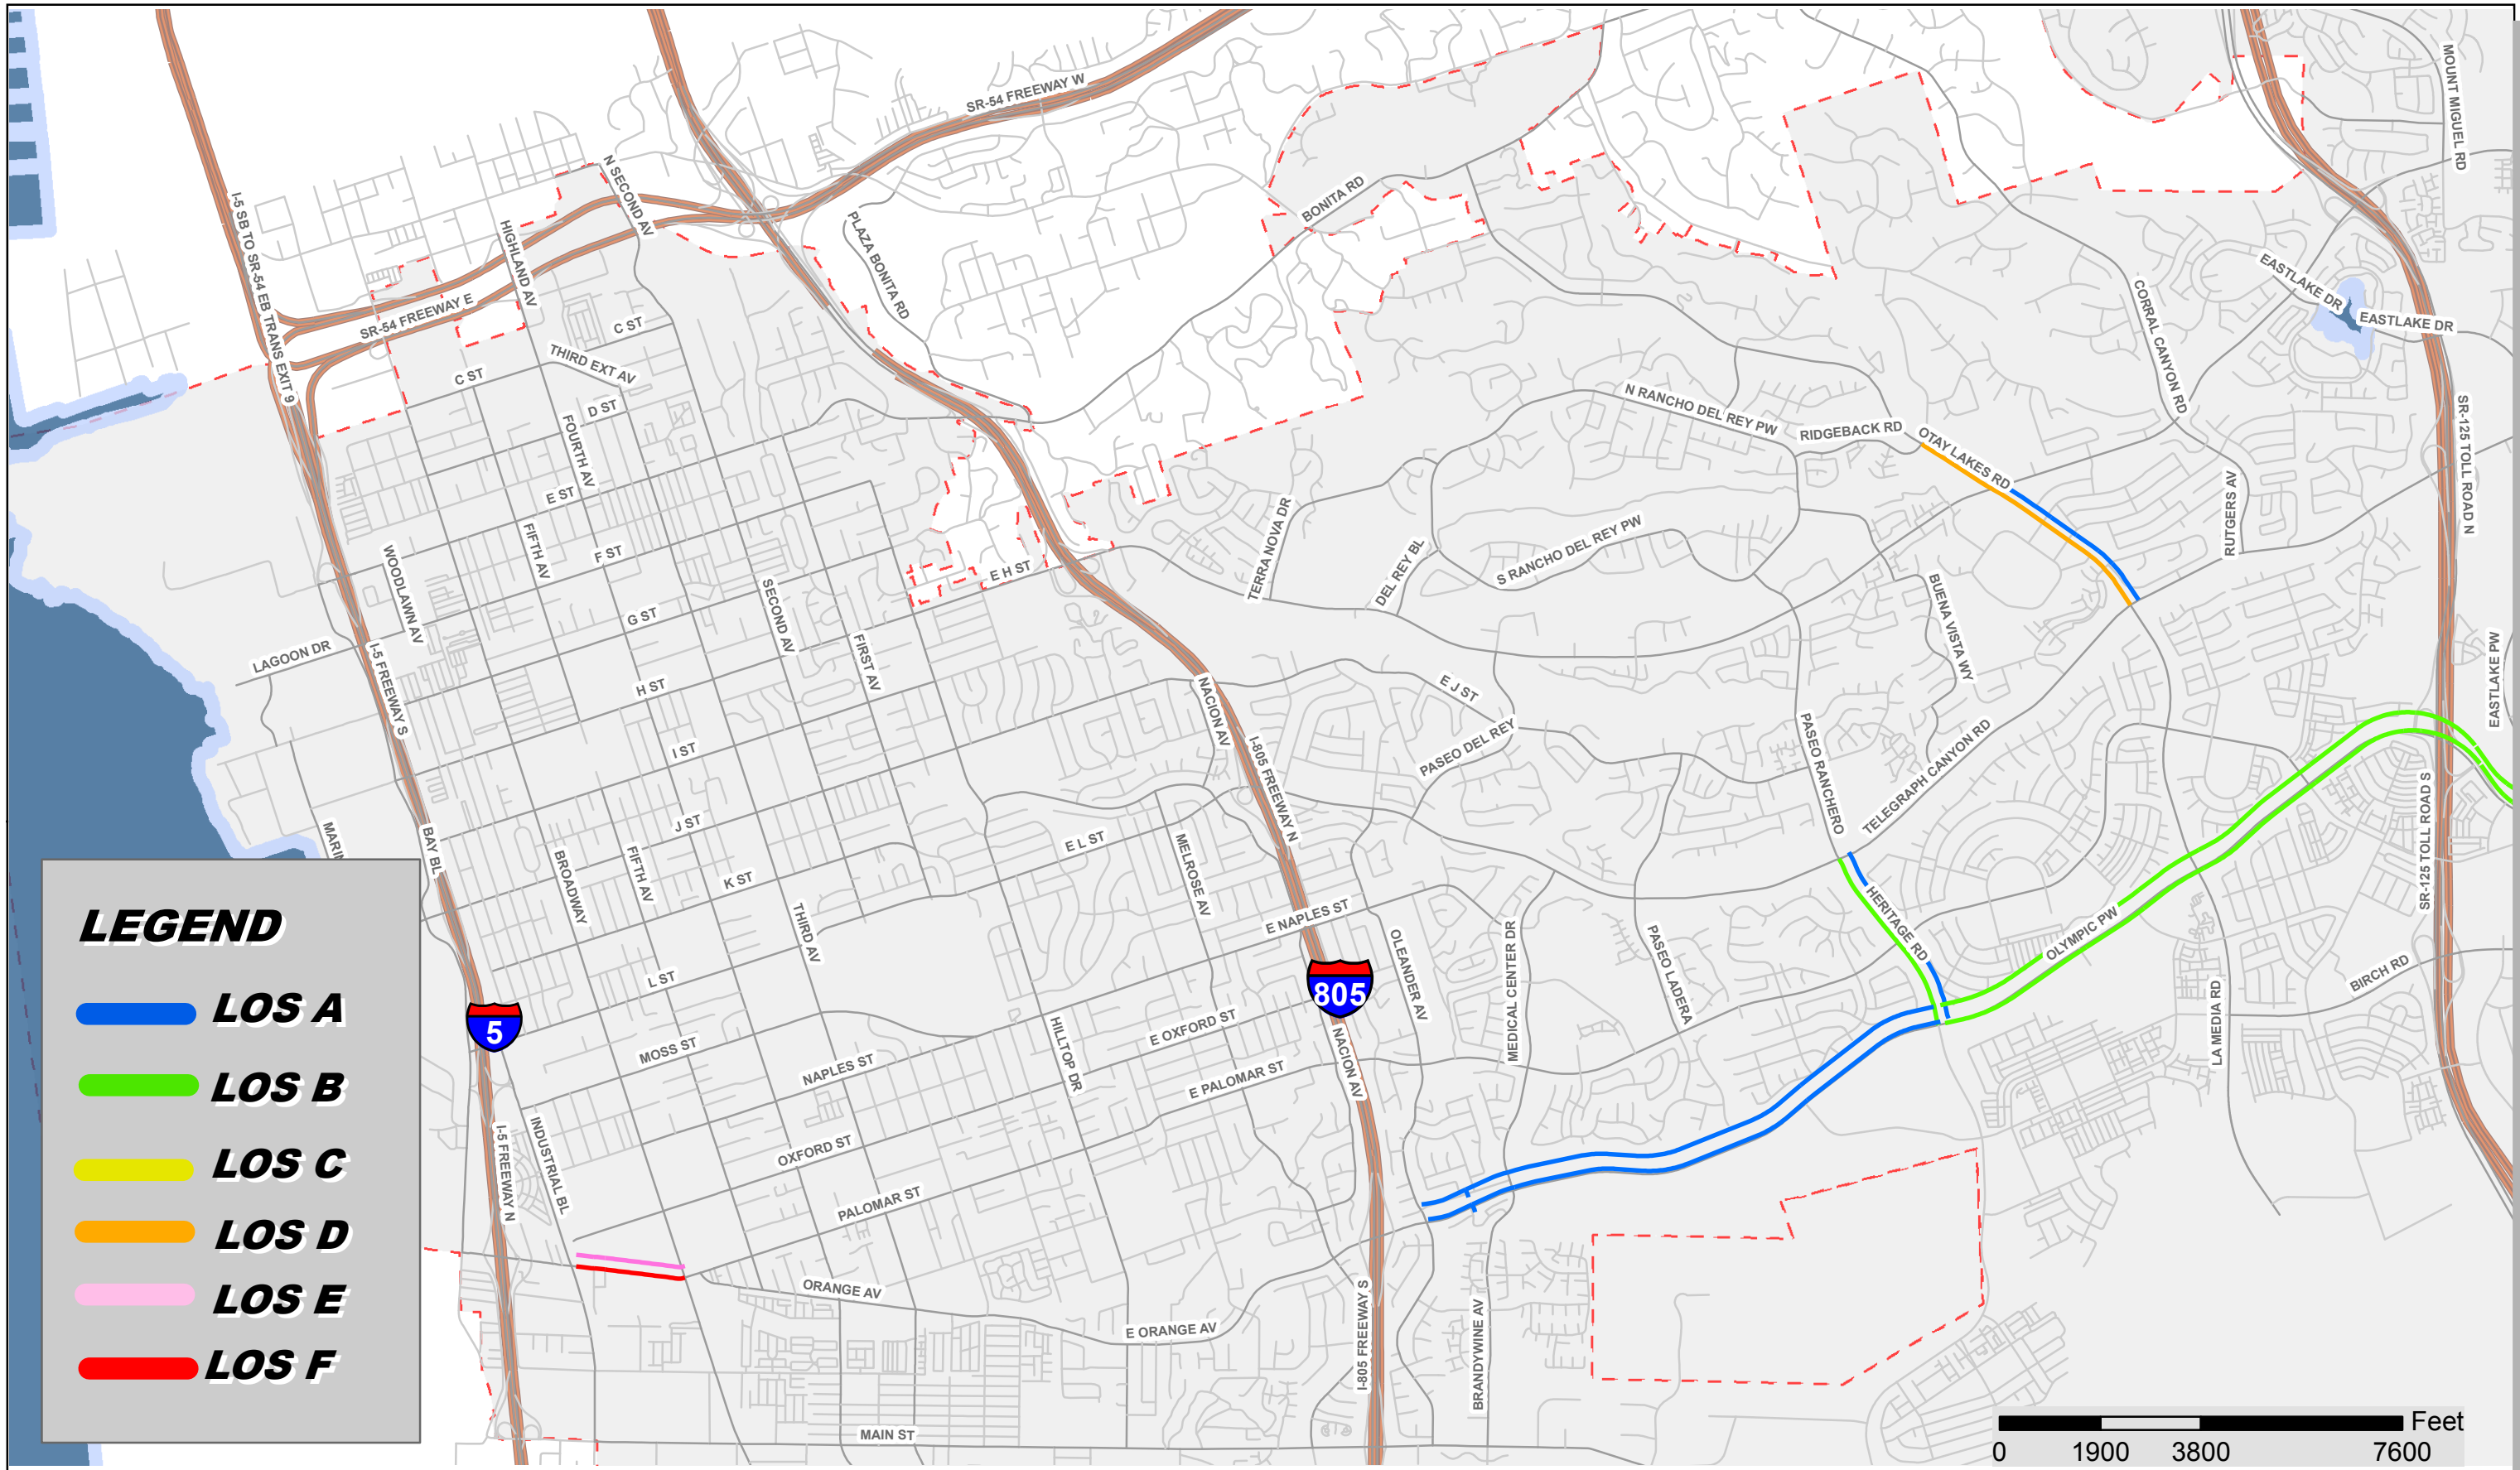 SR-54 FREEWAY W
MOUNT MIGUEL RD
N SECOND AV
I-5 SB TO SR-54 EB TRANS EXIT 9
HIGHLAND AV
PLAZA BONITA RD
BONITA RD
SR-54 FREEWAY E
C ST
EASTLAKE DR
EASTLAKE DR
CORRAL CANYON RD
THIRD EXT AV
C ST
D ST
FOURTH AV
N RANCHO DEL REY PW
RIDGEBACK RD
OTAY LAKES RD
SR-125 TOLL ROAD N
E ST
RUTGERS AV
TERRA NOVA DR
DEL REY BL
S RANCHO DEL REY PW
FIFTH AV
F ST
WOODLAWN AV
E H ST
SECOND AV
BUENA VISTA WY
G ST
FIRST AV
LAGOON DR
I-5 FREEWAY S
H ST
NACION AV
E J ST
EASTLAKE PW
PASEO DEL REY
PASEO RANCHERO
TELEGRAPH CANYON RD
I ST
I-805 FREEWAY N
J ST
SR-125 TOLL ROAD S
MARIN
BAY BL
E L ST
MELROSE AV
BROADWAY
FIFTH AV
K ST
THIRD AV
E NAPLES ST
OLEANDER AV
MEDICAL CENTER DR
PASEO LADERA
HERITAGE RD
OLYMPIC PW
BIRCH RD
LA MEDIA RD
L ST
805
5
MOSS ST
NAPLES ST
HILLTOP DR
E OXFORD ST
E PALOMAR ST
NACION AV
I-5 FREEWAY N
INDUSTRIAL BL
OXFORD ST
PALOMAR ST
ORANGE AV
E ORANGE AV
I-805 FREEWAY S
BRANDYWINE AV
MAIN ST
LEGEND
LOS A
LOS B
LOS C
LOS D
LOS E
LOS F
Feet
0 1900 3800 7600